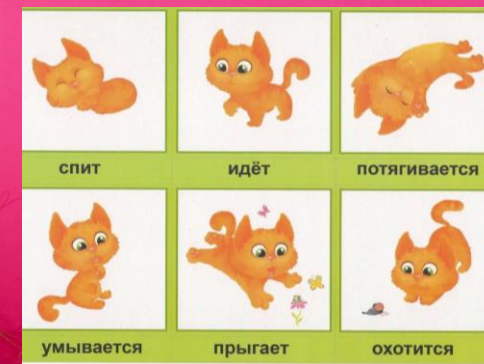 спит идёт потягивается
умывается прыгает охотится